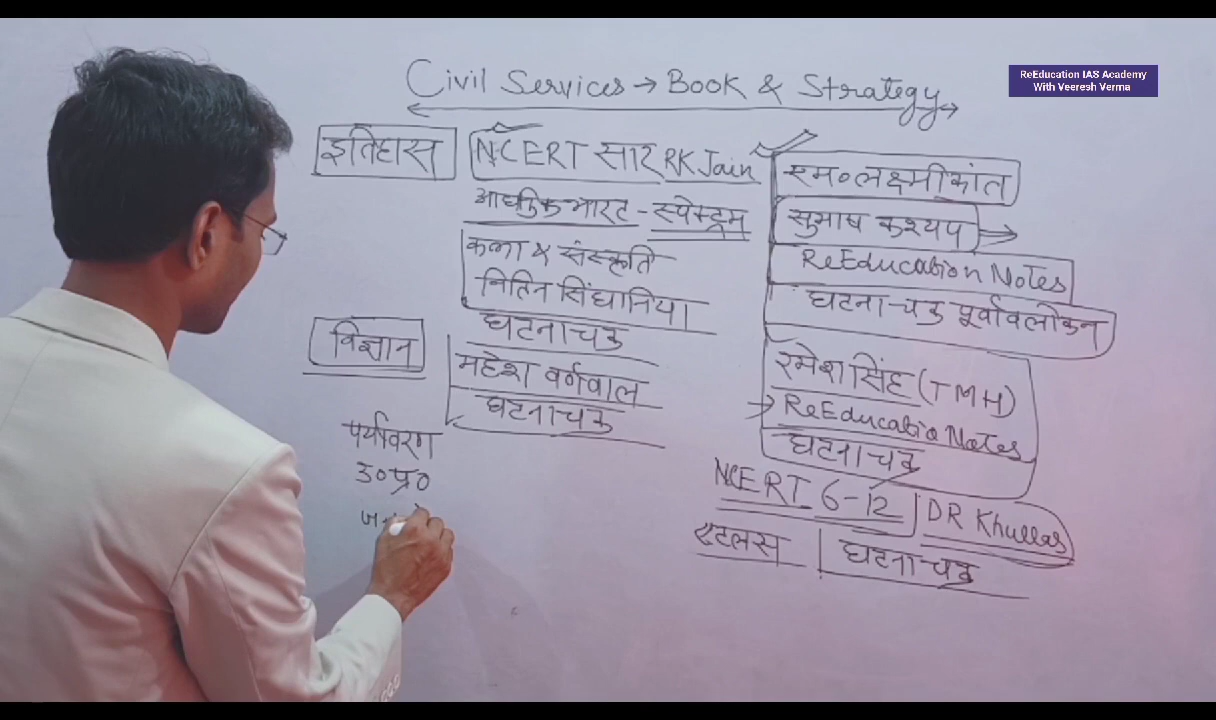 ReEducation IAS Academy
With Veeresh Verma
Civil Services → Book & Strategy
इतिहास
NCERT सार RK Jain
आधुनिक भारत - स्पेक्ट्रम
कला & संस्कृति
नितिन सिंघानिया
घटनाचक्र
विज्ञान
महेश वर्णवाल
घटनाचक्र
पर्यावरण
उ०प्र०
एम०लक्ष्मीकांत
सुभाष कश्यप
ReEducation Notes
घटना-चक्र पूर्वावलोकन
रमेश सिंह (TMH)
ReEducation Notes
घटनाचक्र
NCERT 6-12 | DR Khullar
एटलस | घटनाचक्र